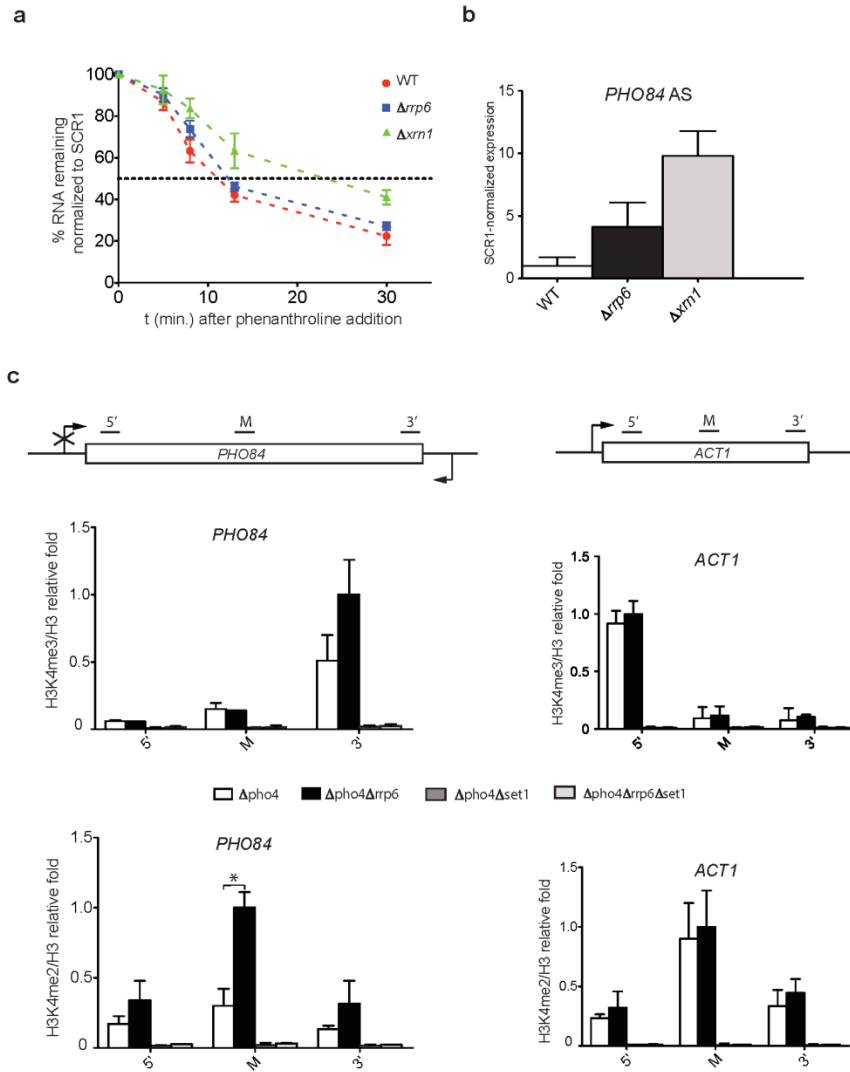 a
100
80
60
40
20
0
% RNA remaining
normalized to SCR1
WT
Δrrp6
Δxrn1
0
10
20
30
t (min.) after phenanthroline addition
b
PHO84 AS
15
10
5
0
SCR1-normalized expression
WT
Δrrp6
Δxrn1
c
5′
M
3′
PHO84
5′
M
3′
ACT1
PHO84
1.5
1.0
0.5
0
H3K4me3/H3 relative fold
5′
M
3′
ACT1
1.5
1.0
0.5
0
H3K4me3/H3 relative fold
5′
M
3′
Δpho4
Δpho4Δrrp6
Δpho4Δset1
Δpho4Δrrp6Δset1
PHO84
1.5
1.0
0.5
0
H3K4me2/H3 relative fold
*
5′
M
3′
ACT1
1.5
1.0
0.5
0
H3K4me2/H3 relative fold
5′
M
3′